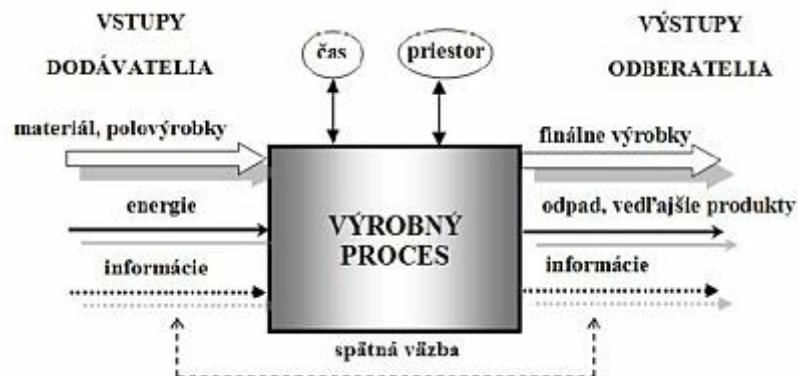 VSTUPY
DODÁVATELIA
čas
priestor
VÝSTUPY
ODBERATELIA
materiál, polovýrobky
finálne výrobky
energie
odpad, vedľajšie produkty
VÝROBNÝ
PROCES
informácie
informácie
spätná väzba